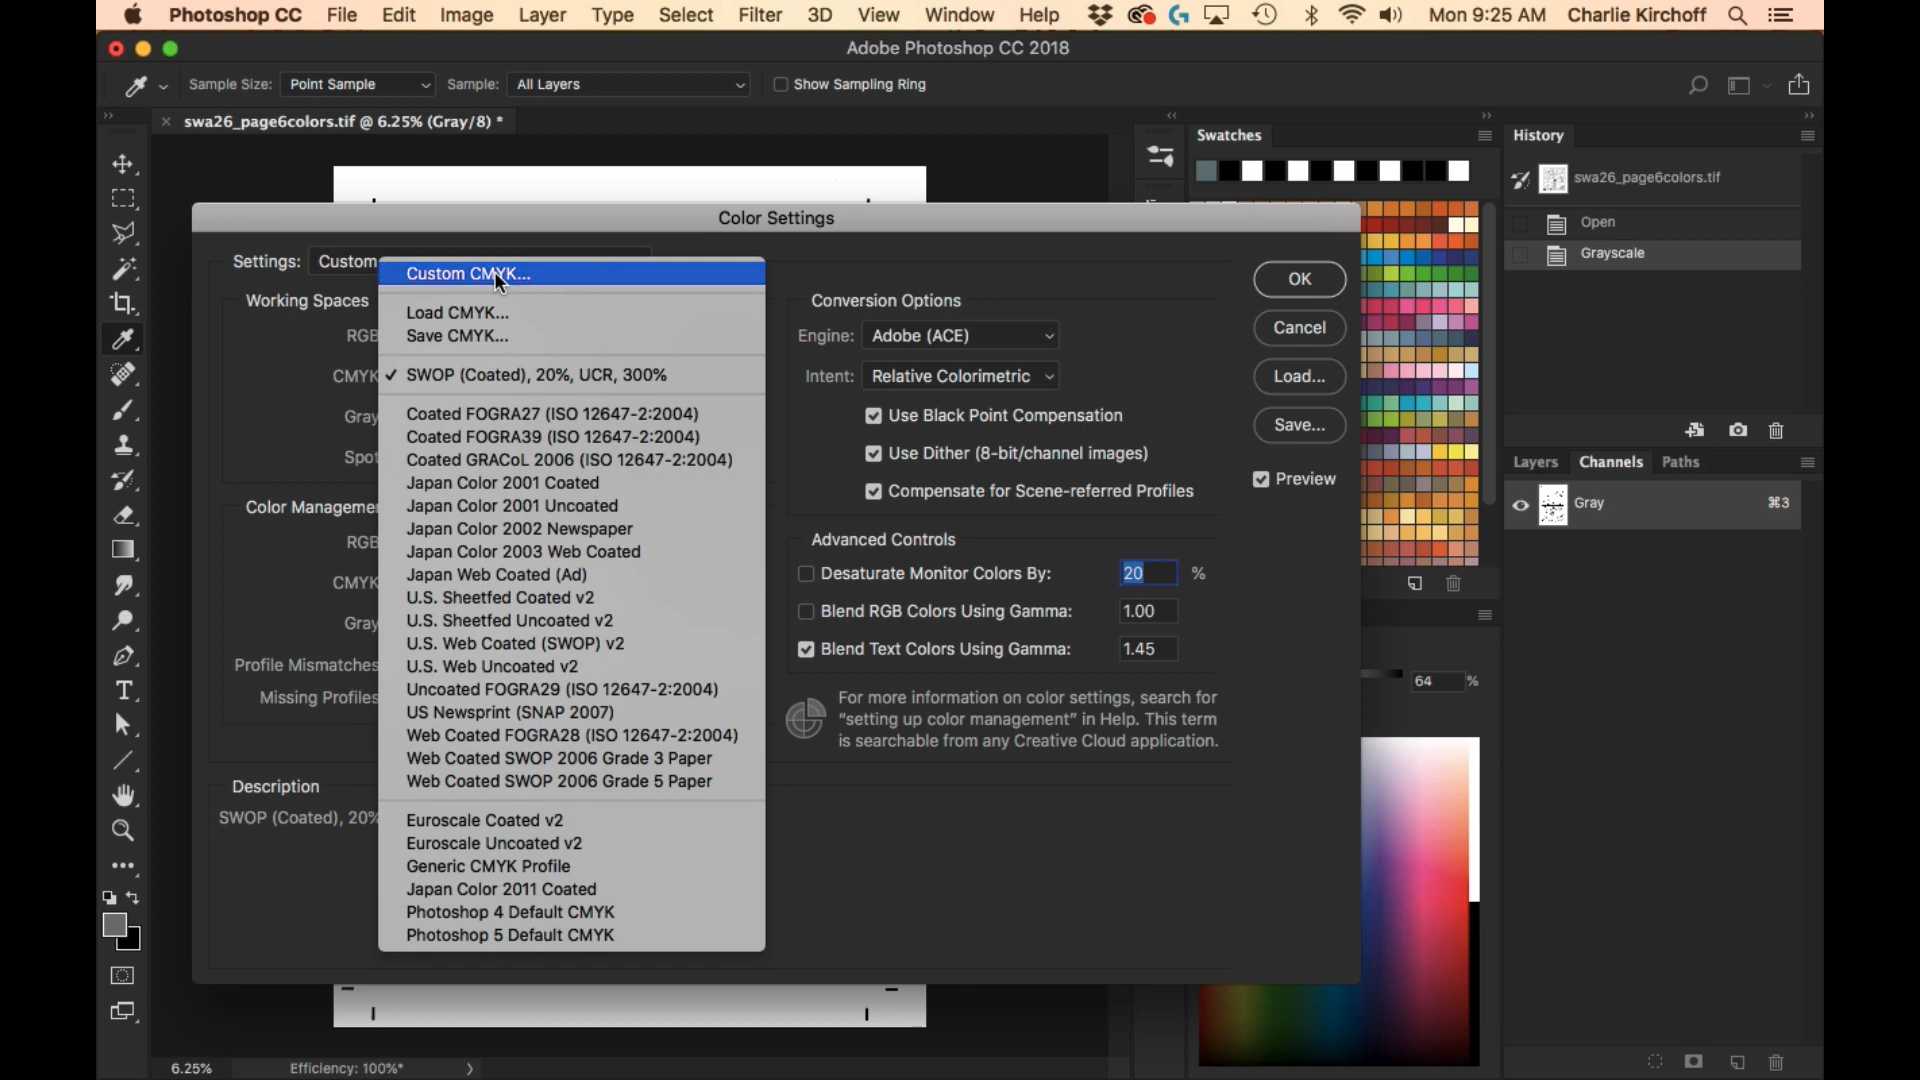 Photoshop CC File Edit Image Layer Type Select Filter 3D View Window Help Mon 9:25 AM Charlie Kirchoff
Adobe Photoshop CC 2018
Sample Size: Point Sample Sample: All Layers Show Sampling Ring
swa26_page6colors.tif @ 6.25% (Gray/8) *
Swatches
History
swa26_page6colors.tif
Open
Grayscale
Color Settings
Settings: Custom
Working Spaces
RGB
CMYK
Gray
Spot
Color Managemen
RGB
CMYK
Gray
Profile Mismatches
Missing Profiles
Description
SWOP (Coated), 20%
Custom CMYK...
Load CMYK...
Save CMYK...
SWOP (Coated), 20%, UCR, 300%
Coated FOGRA27 (ISO 12647-2:2004)
Coated FOGRA39 (ISO 12647-2:2004)
Coated GRACoL 2006 (ISO 12647-2:2004)
Japan Color 2001 Coated
Japan Color 2001 Uncoated
Japan Color 2002 Newspaper
Japan Color 2003 Web Coated
Japan Web Coated (Ad)
U.S. Sheetfed Coated v2
U.S. Sheetfed Uncoated v2
U.S. Web Coated (SWOP) v2
U.S. Web Uncoated v2
Uncoated FOGRA29 (ISO 12647-2:2004)
US Newsprint (SNAP 2007)
Web Coated FOGRA28 (ISO 12647-2:2004)
Web Coated SWOP 2006 Grade 3 Paper
Web Coated SWOP 2006 Grade 5 Paper
Euroscale Coated v2
Euroscale Uncoated v2
Generic CMYK Profile
Japan Color 2011 Coated
Photoshop 4 Default CMYK
Photoshop 5 Default CMYK
Conversion Options
Engine: Adobe (ACE)
Intent: Relative Colorimetric
Use Black Point Compensation
Use Dither (8-bit/channel images)
Compensate for Scene-referred Profiles
Advanced Controls
Desaturate Monitor Colors By: 20 %
Blend RGB Colors Using Gamma: 1.00
Blend Text Colors Using Gamma: 1.45
For more information on color settings, search for
"setting up color management" in Help. This term
is searchable from any Creative Cloud application.
OK
Cancel
Load...
Save...
Preview
Layers Channels Paths
Gray ⌘3
64 %
6.25% Efficiency: 100%*